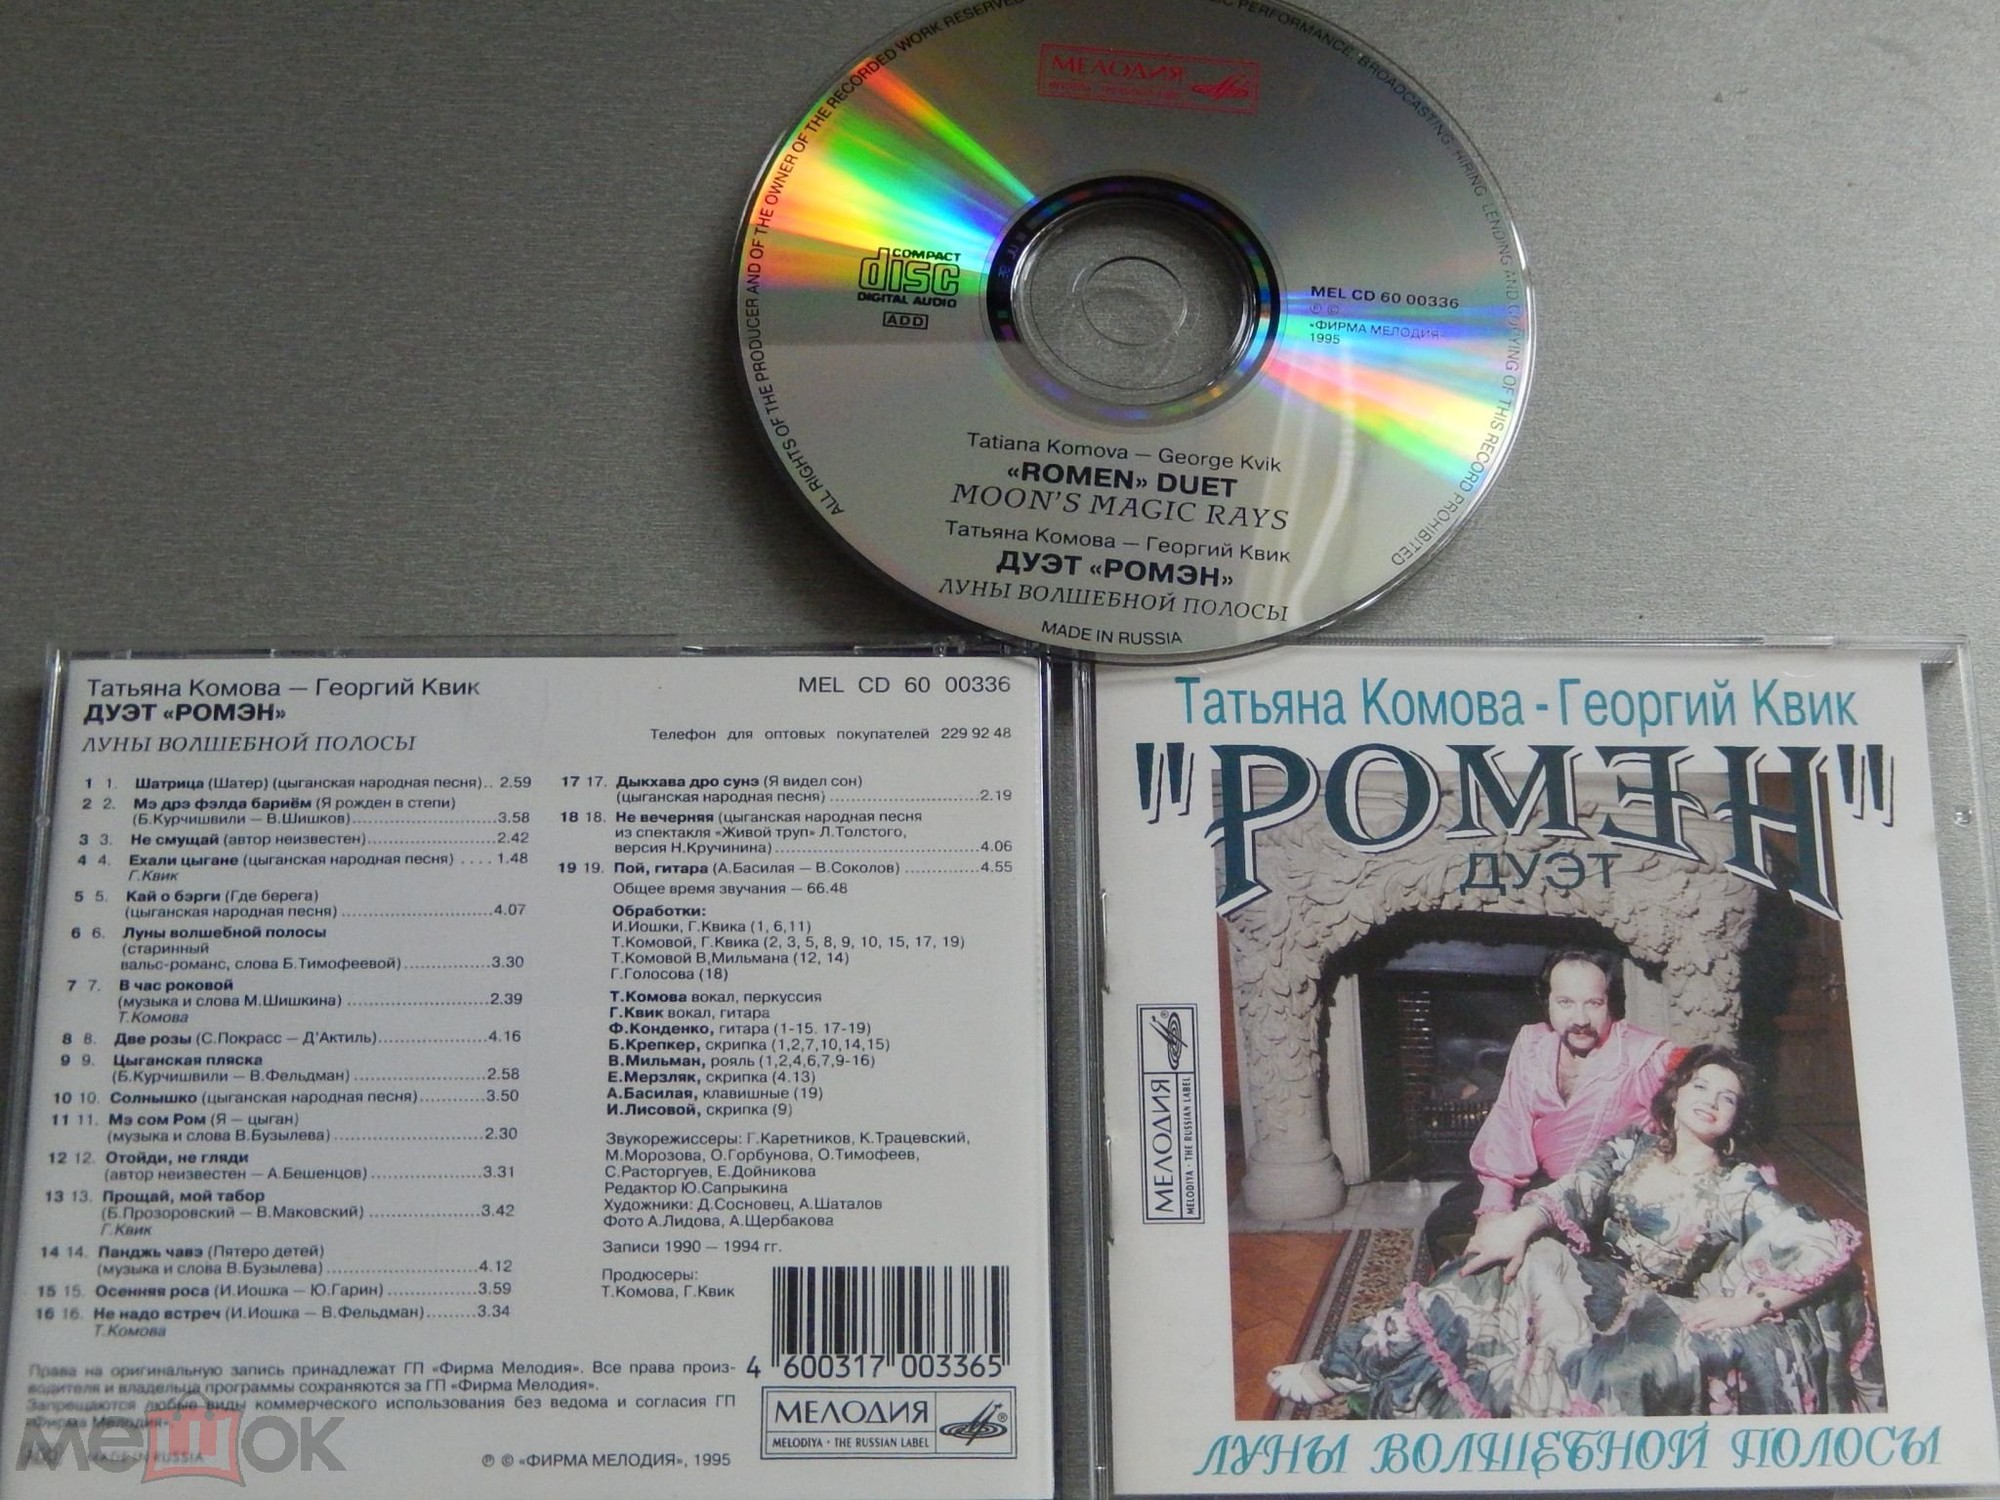 МЕЛОДИЯ
ALL RIGHTS OF THE PRODUCER AND OF THE OWNER OF THE RECORDED WORK RESERVED
PERFORMANCE, BROADCASTING, HIRING, LENDING AND COPYING OF THIS RECORD PROHIBITED
COMPACT
disc
DIGITAL AUDIO
ADD
MEL CD 60 00336
℗ ©
«ФИРМА МЕЛОДИЯ»
1995
Tatiana Komova — George Kvik
«ROMEN» DUET
MOON'S MAGIC RAYS
Татьяна Комова — Георгий Квик
ДУЭТ «РОМЭН»
ЛУНЫ ВОЛШЕБНОЙ ПОЛОСЫ
MADE IN RUSSIA
Татьяна Комова — Георгий Квик
ДУЭТ «РОМЭН»
ЛУНЫ ВОЛШЕБНОЙ ПОЛОСЫ
MEL CD 60 00336
Телефон для оптовых покупателей 229 92 48
1 1. Шатрица (Шатер) (цыганская народная песня).. 2.59
2 2. Мэ дрэ фэлда бариём (Я рожден в степи)
(Б.Курчишвили — В.Шишков)..........3.58
3 3. Не смущай (автор неизвестен)..........2.42
4 4. Ехали цыгане (цыганская народная песня) .... 1.48
Г.Квик
5 5. Кай о бэрги (Где берега)
(цыганская народная песня)..........4.07
6 6. Луны волшебной полосы
(старинный
вальс-романс, слова Б.Тимофеевой)..........3.30
7 7. В час роковой
(музыка и слова М.Шишкина)..........2.39
Т.Комова
8 8. Две розы (С.Покрасс — Д'Актиль)..........4.16
9 9. Цыганская пляска
(Б.Курчишвили — В.Фельдман)..........2.58
10 10. Солнышко (цыганская народная песня)..........3.50
11 11. Мэ сом Ром (Я — цыган)
(музыка и слова В.Бузылева)..........2.30
12 12. Отойди, не гляди
(автор неизвестен — А.Бешенцов)..........3.31
13 13. Прощай, мой табор
(Б.Прозоровский — В.Маковский)..........3.42
Г.Квик
14 14. Панджь чавэ (Пятеро детей)
(музыка и слова В.Бузылева)..........4.12
15 15. Осенняя роса (И.Иошка — Ю.Гарин)..........3.59
16 16. Не надо встреч (И.Иошка — В.Фельдман)..........3.34
Т.Комова
17 17. Дыкхава дро сунэ (Я видел сон)
(цыганская народная песня)..........2.19
18 18. Не вечерняя (цыганская народная песня
из спектакля «Живой труп» Л.Толстого,
версия Н.Кручинина)..........4.06
19 19. Пой, гитара (А.Басилая — В.Соколов)..........4.55
Общее время звучания — 66.48
Обработки:
И.Иошки, Г.Квика (1, 6,11)
Т.Комовой, Г.Квика (2, 3, 5, 8, 9, 10, 15, 17, 19)
Т.Комовой В,Мильмана (12, 14)
Г.Голосова (18)
Т.Комова вокал, перкуссия
Г.Квик вокал, гитара
Ф.Конденко, гитара (1-15. 17-19)
Б.Крепкер, скрипка (1,2,7,10,14,15)
В.Мильман, рояль (1,2,4,6,7,9-16)
Е.Мерзляк, скрипка (4.13)
А.Басилая, клавишные (19)
И.Лисовой, скрипка (9)
Звукорежиссеры: Г.Каретников, К.Трацевский,
М.Морозова, О.Горбунова, О.Тимофеев,
С.Расторгуев, Е.Дойникова
Редактор Ю.Сапрыкина
Художники: Д.Сосновец, А.Шаталов
Фото А.Лидова, А.Щербакова
Записи 1990 — 1994 гг.
Продюсеры:
Т.Комова, Г.Квик
4 600317 003365
Права на оригинальную запись принадлежат ГП «Фирма Мелодия». Все права произ-
водителя и владельца программы сохраняются за ГП «Фирма Мелодия».
Запрещаются любые виды коммерческого использования без ведома и согласия ГП
«Фирма Мелодия»
MADE IN RUSSIA
℗ © «ФИРМА МЕЛОДИЯ», 1995
МЕЛОДИЯ
MELODIYA · THE RUSSIAN LABEL
Татьяна Комова - Георгий Квик
"РОМЭН"
ДУЭТ
МЕЛОДИЯ
MELODIYA · THE RUSSIAN LABEL
ЛУНЫ ВОЛШЕБНОЙ ПОЛОСЫ
мешок